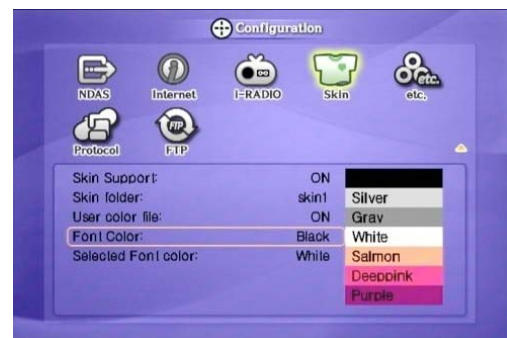 Configuration
NDAS Internet I-RADIO Skin etc.
Protocol FTP
Skin Support: ON
Skin folder: skin1 Silver
User color file: ON Gray
Font Color: Black White
Selected Font color: White Salmon
Deeppink
Purple